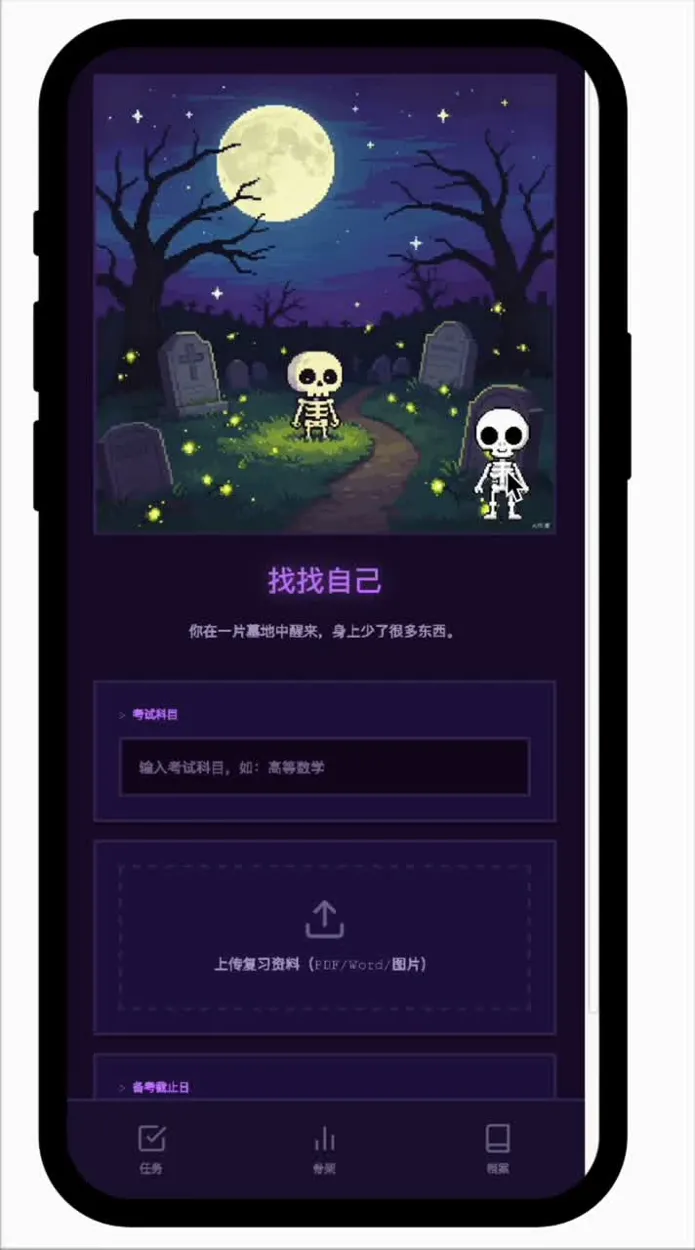 找找自己
你在一片墓地中醒来，身上少了很多东西。
> 考试科目
输入考试科目，如：高等数学
上传复习资料（PDF/Word/图片）
> 备考截止日
任务
骨架
档案